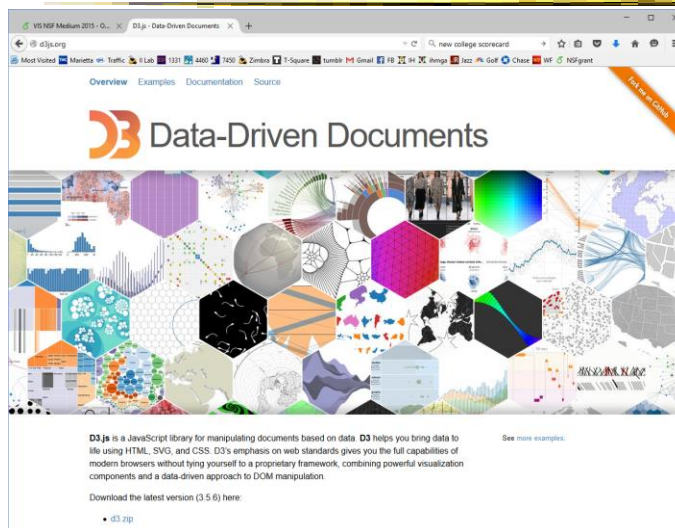 VIS NSF Medium 2015 - O...
D3.js - Data-Driven Documents
d3js.org
new college scorecard
Most Visited Marietta Traffic II Lab 1331 4460 7450 Zimbra T-Square tumblr Gmail FB IH ihmga Jazz Golf Chase WF NSFgrant
Overview Examples Documentation Source
Fork me on GitHub
D3 Data-Driven Documents
D3.js is a JavaScript library for manipulating documents based on data. D3 helps you bring data to
life using HTML, SVG, and CSS. D3's emphasis on web standards gives you the full capabilities of
modern browsers without tying yourself to a proprietary framework, combining powerful visualization
components and a data-driven approach to DOM manipulation.
See more examples.
Download the latest version (3.5.6) here:
• d3.zip